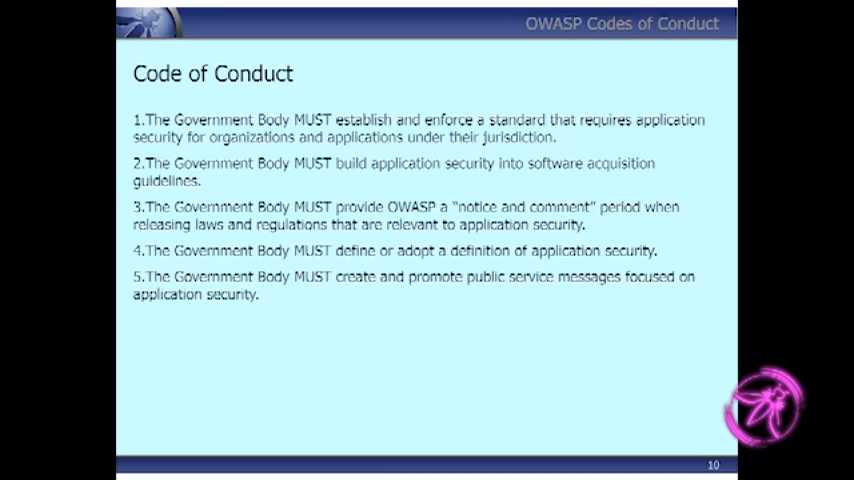 OWASP Codes of Conduct
Code of Conduct
1.The Government Body MUST establish and enforce a standard that requires application
security for organizations and applications under their jurisdiction.
2.The Government Body MUST build application security into software acquisition
guidelines.
3.The Government Body MUST provide OWASP a “notice and comment” period when
releasing laws and regulations that are relevant to application security.
4.The Government Body MUST define or adopt a definition of application security.
5.The Government Body MUST create and promote public service messages focused on
application security.
10